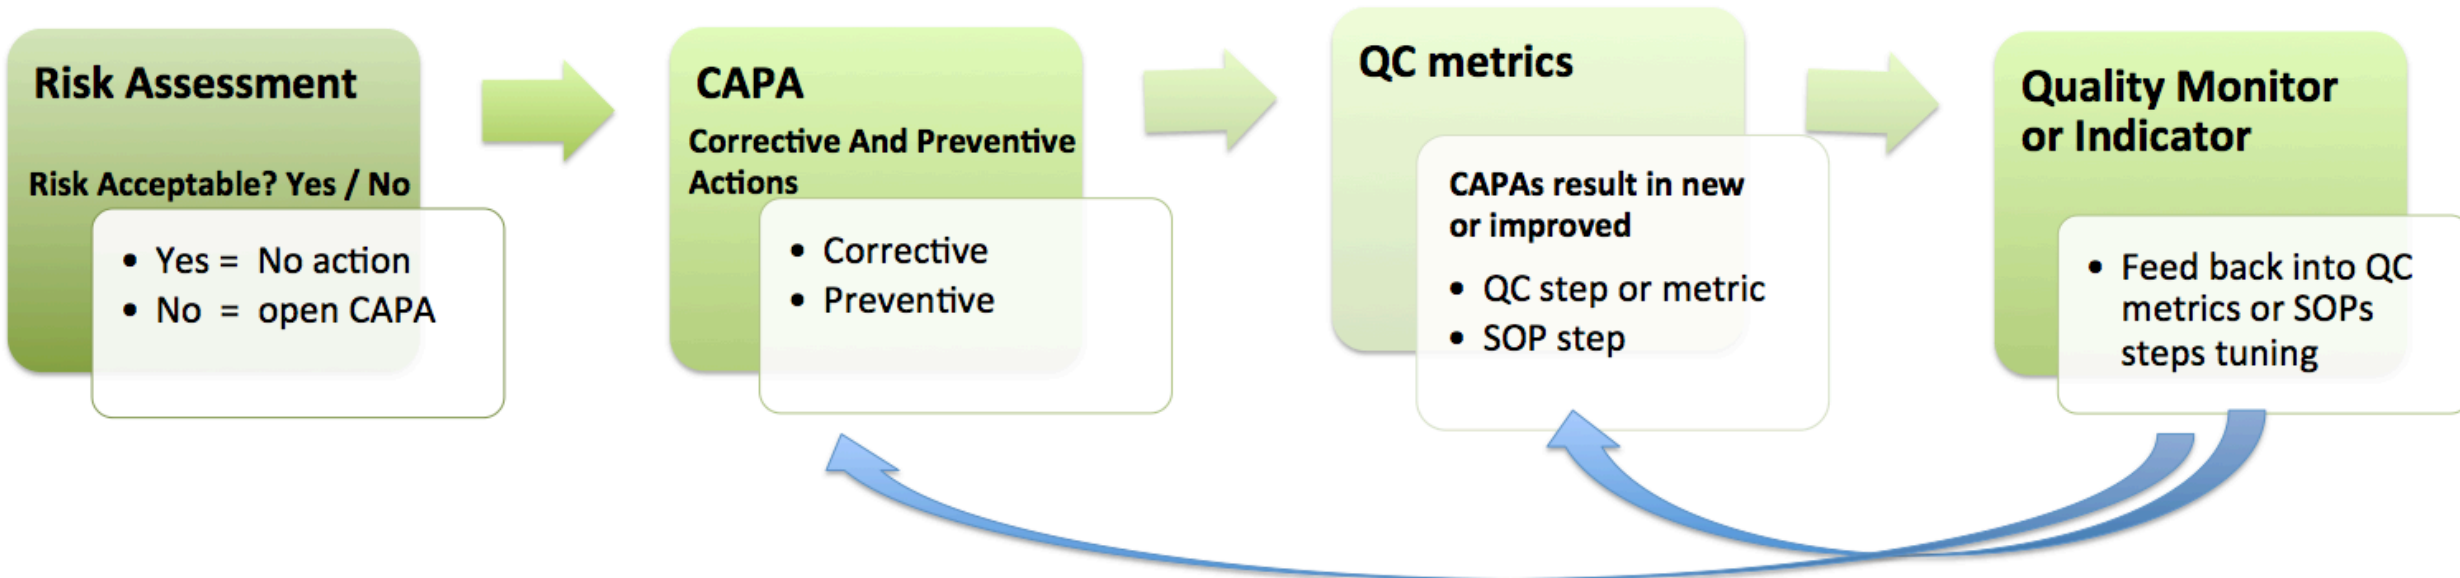 Risk Assessment
Risk Acceptable? Yes / No
• Yes = No action
• No = open CAPA
CAPA
Corrective And Preventive
Actions
• Corrective
• Preventive
QC metrics
CAPAs result in new
or improved
• QC step or metric
• SOP step
Quality Monitor
or Indicator
• Feed back into QC
metrics or SOPs
steps tuning